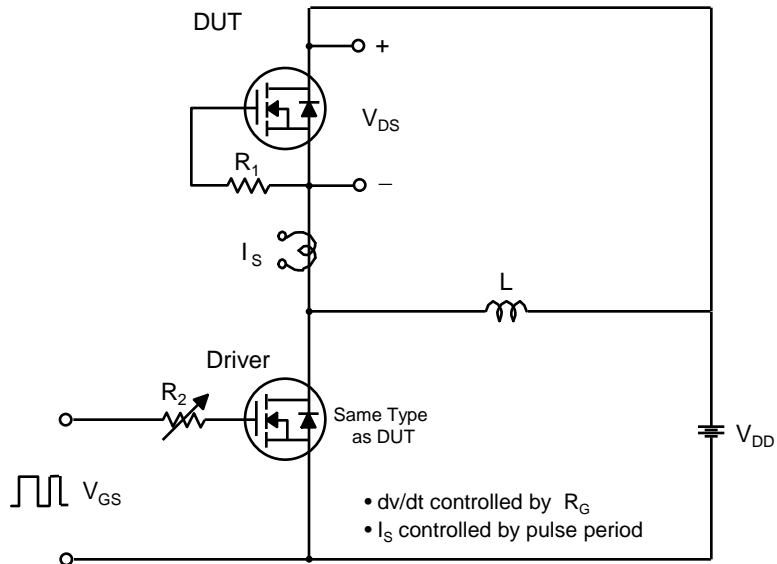 DUT
+
V_DS
R_1
−
I_S
L
Driver
R_2
Same Type
as DUT
V_DD
V_GS
• dv/dt controlled by R_G
• I_S controlled by pulse period